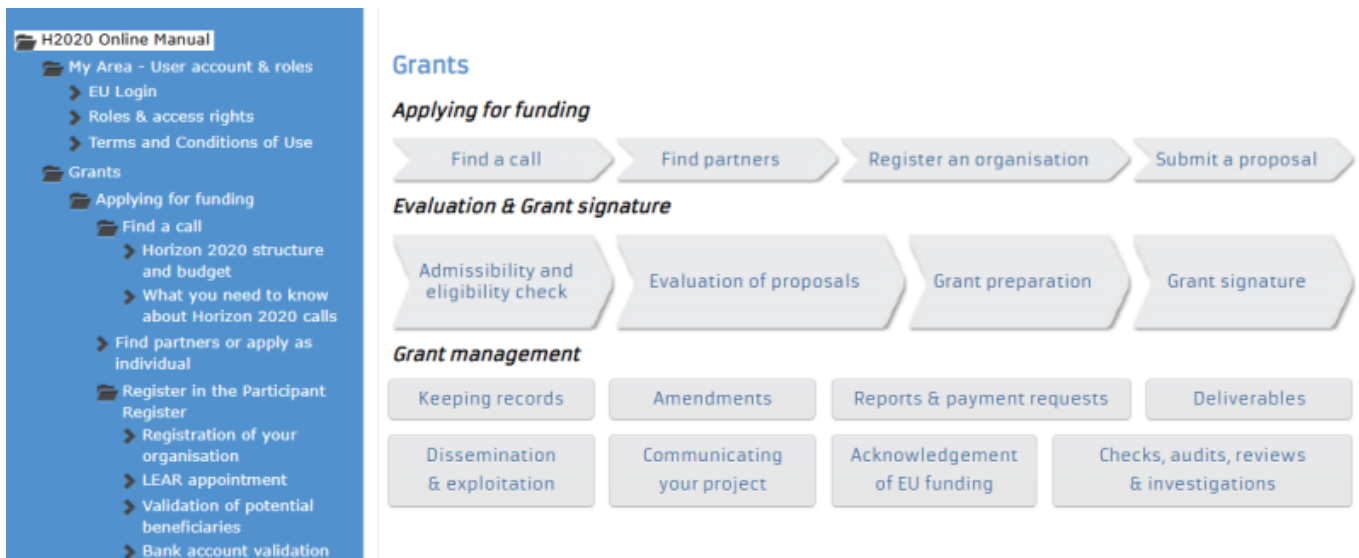 H2020 Online Manual
My Area - User account & roles
EU Login
Roles & access rights
Terms and Conditions of Use
Grants
Applying for funding
Find a call
Horizon 2020 structure
and budget
What you need to know
about Horizon 2020 calls
Find partners or apply as
individual
Register in the Participant
Register
Registration of your
organisation
LEAR appointment
Validation of potential
beneficiaries
Bank account validation
Grants
Applying for funding
Find a call
Find partners
Register an organisation
Submit a proposal
Evaluation & Grant signature
Admissibility and
eligibility check
Evaluation of proposals
Grant preparation
Grant signature
Grant management
Keeping records
Amendments
Reports & payment requests
Deliverables
Dissemination
& exploitation
Communicating
your project
Acknowledgement
of EU funding
Checks, audits, reviews
& investigations